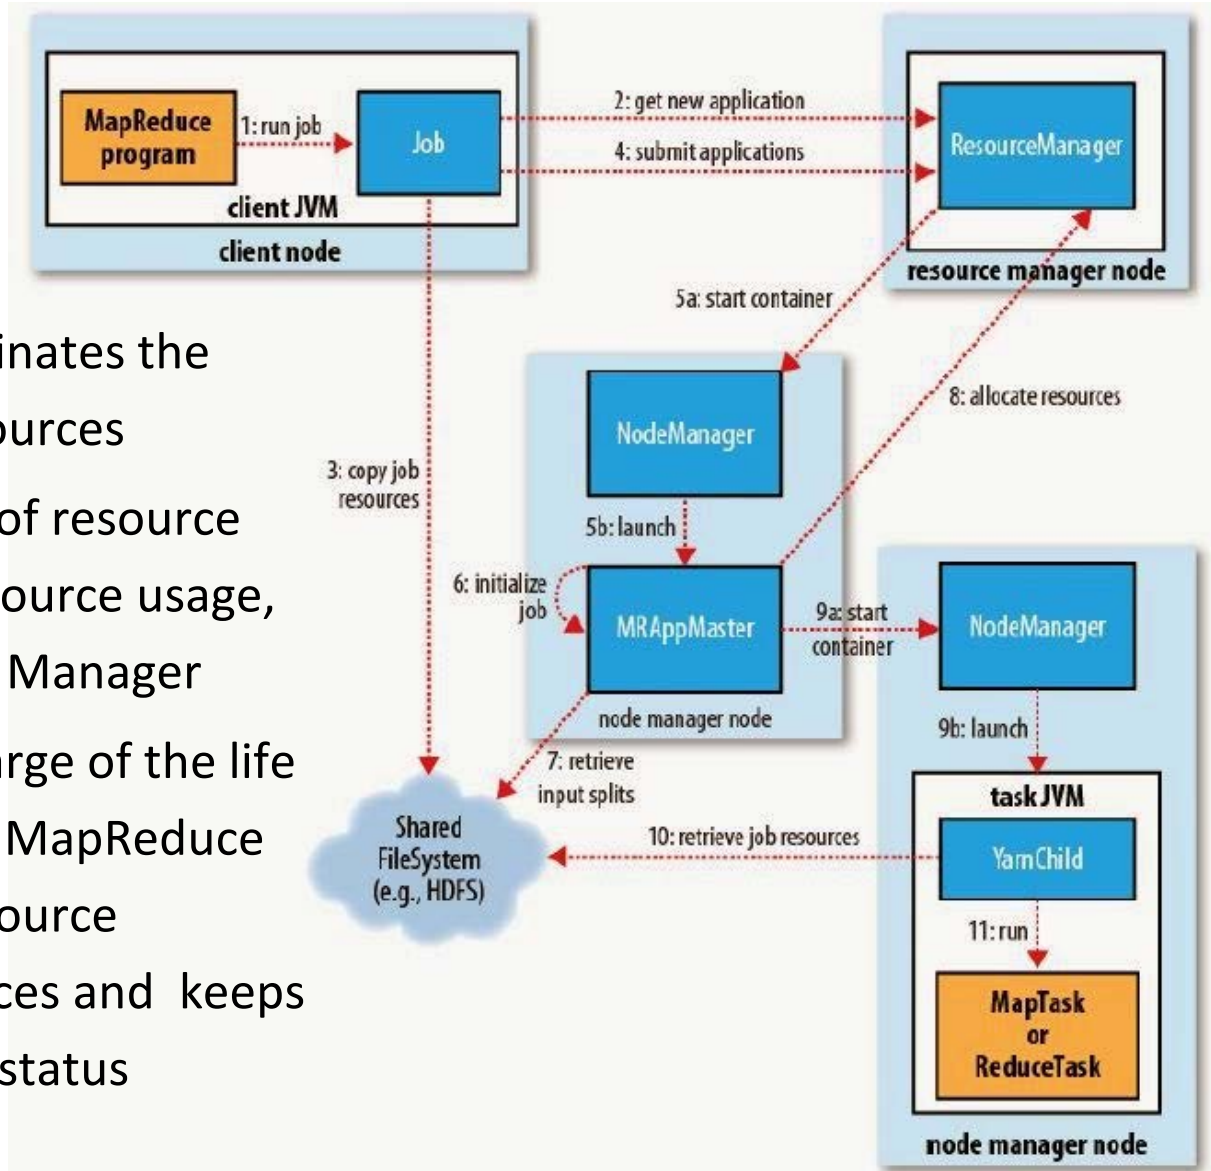 MapReduce
program
1: run job
Job
client JVM
client node
2: get new application
4: submit applications
ResourceManager
resource manager node
5a: start container
8: allocate resources
3: copy job
resources
NodeManager
5b: launch
6: initialize
job
MRAppMaster
node manager node
9a: start
container
NodeManager
9b: launch
7: retrieve
input splits
Shared
FileSystem
(e.g., HDFS)
10: retrieve job resources
task JVM
YarnChild
11: run
MapTask
or
ReduceTask
node manager node
inates the
ources
of resource
ource usage,
Manager
arge of the life
MapReduce
ource
ces and keeps
status